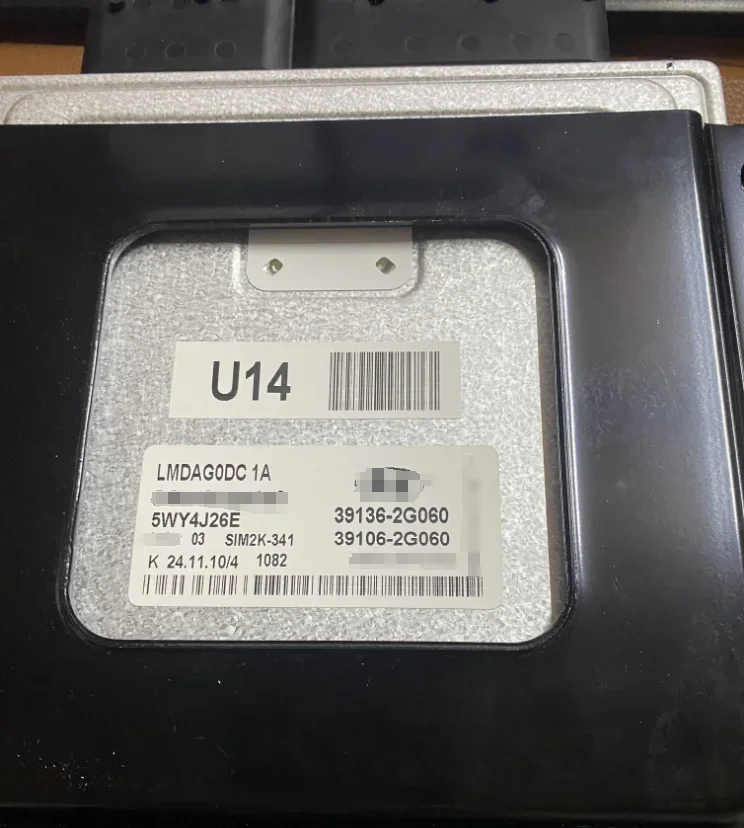 U14
LMDAG0DC 1A
5WY4J26E 39136-2G060
03 SIM2K-341 39106-2G060
K 24.11.10/4 1082